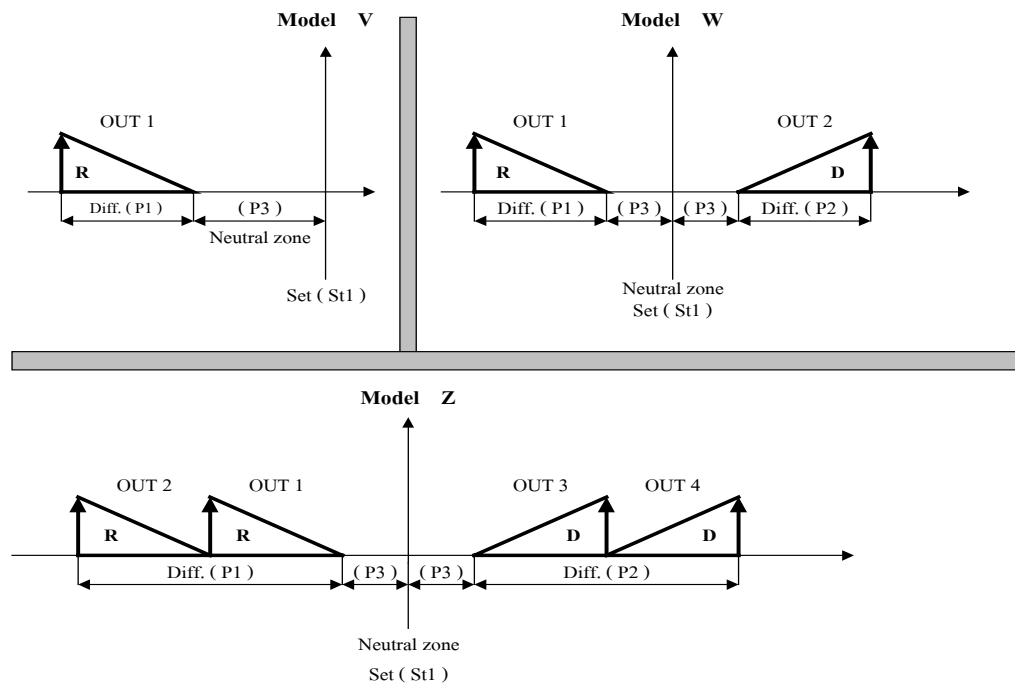 Model V
OUT 1
R
Diff. ( P1 )
( P3 )
Neutral zone
Set ( St1 )
Model W
OUT 1
OUT 2
R
D
Diff. ( P1 )
( P3 )
( P3 )
Diff. ( P2 )
Neutral zone
Set ( St1 )
Model Z
OUT 2
OUT 1
OUT 3
OUT 4
R
R
D
D
Diff. ( P1 )
( P3 )
( P3 )
Diff. ( P2 )
Neutral zone
Set ( St1 )